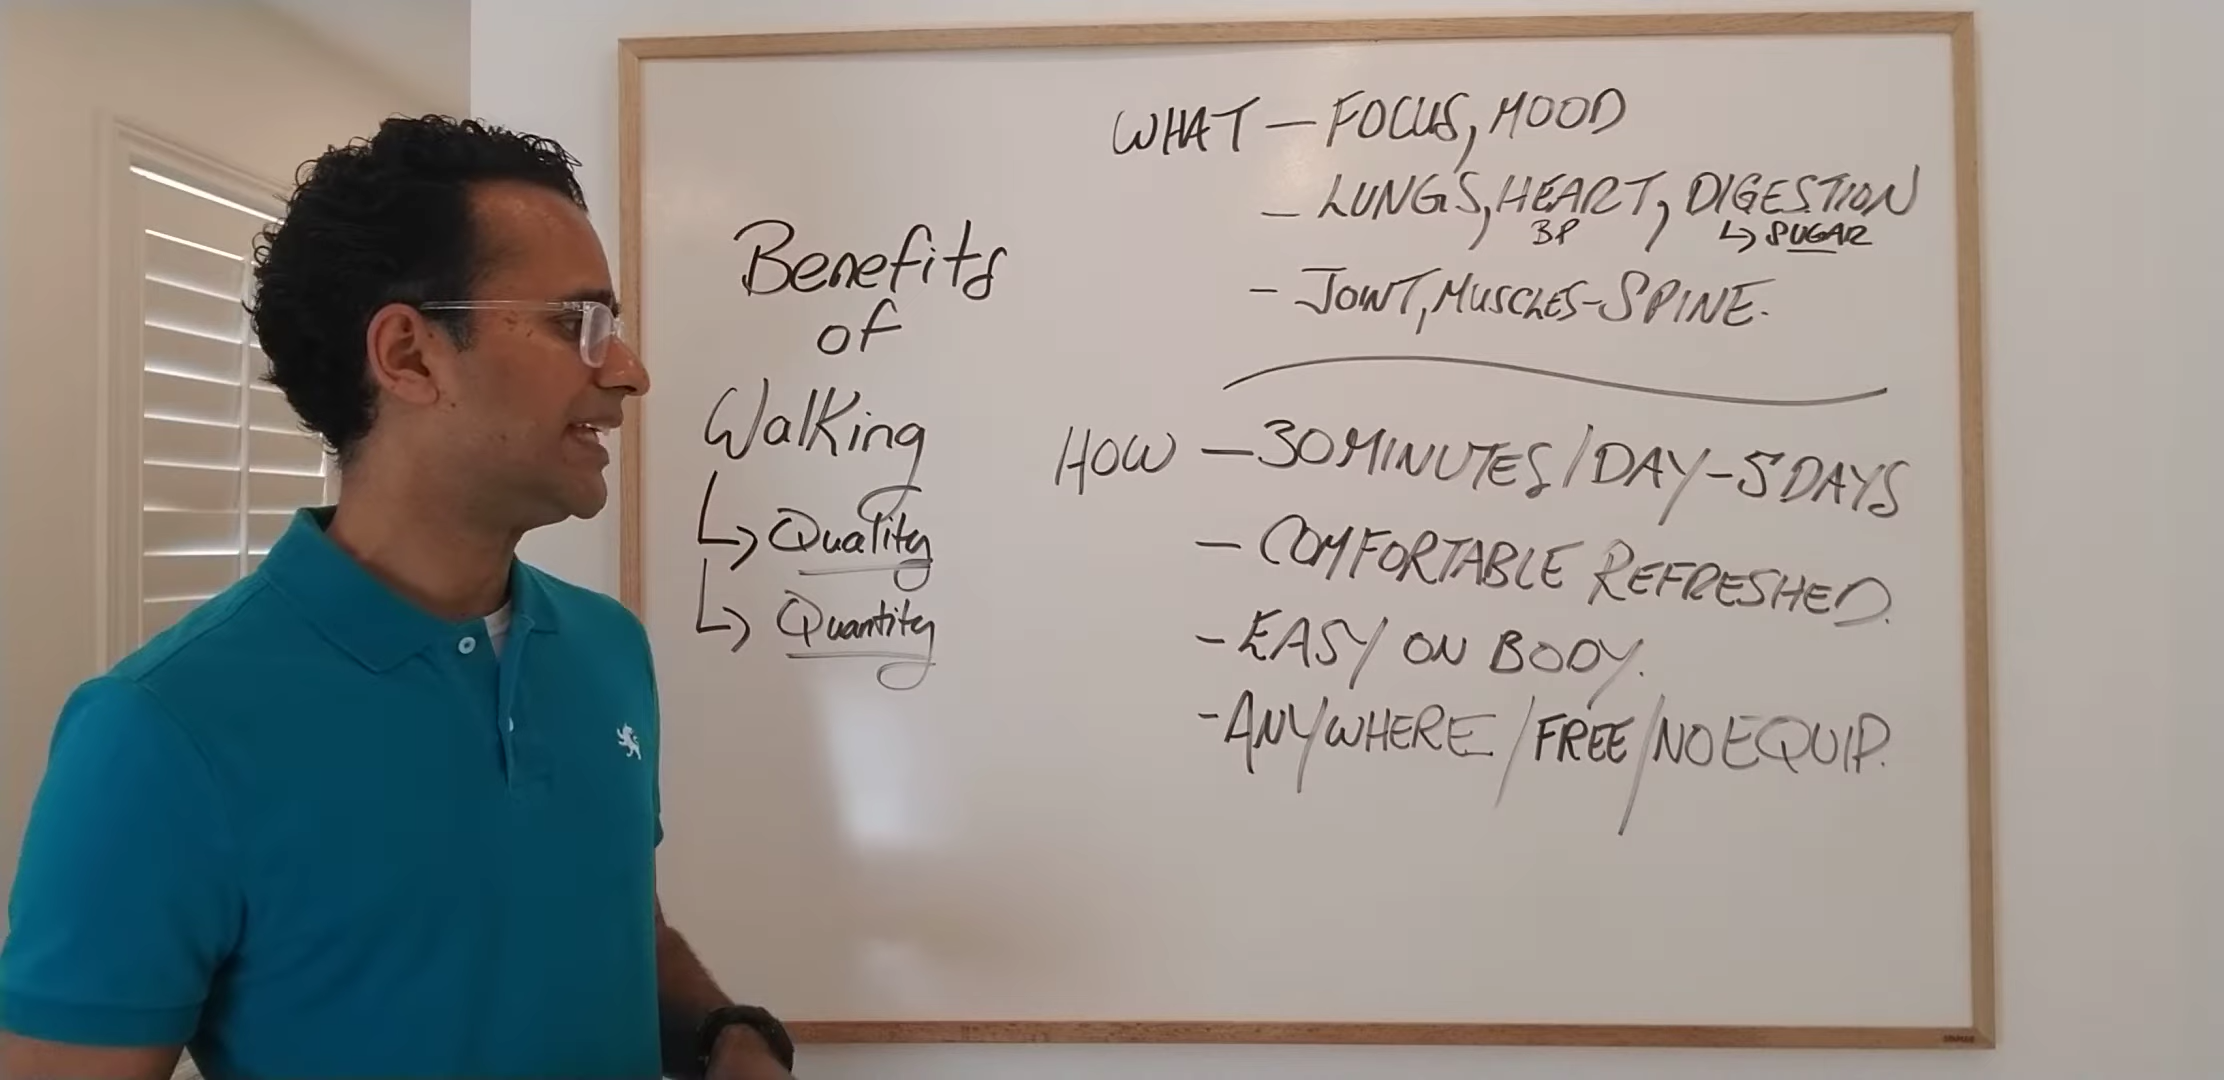 Benefits
of
Walking
↳ Quality
↳ Quantity
WHAT — FOCUS, MOOD
— LUNGS, HEART, DIGESTION
BP ↳ SUGAR
- JOINT, MUSCLES-SPINE.
HOW — 30 MINUTES/DAY-5 DAYS
- COMFORTABLE REFRESHED.
- EASY ON BODY.
- ANYWHERE/FREE/NO EQUIP.